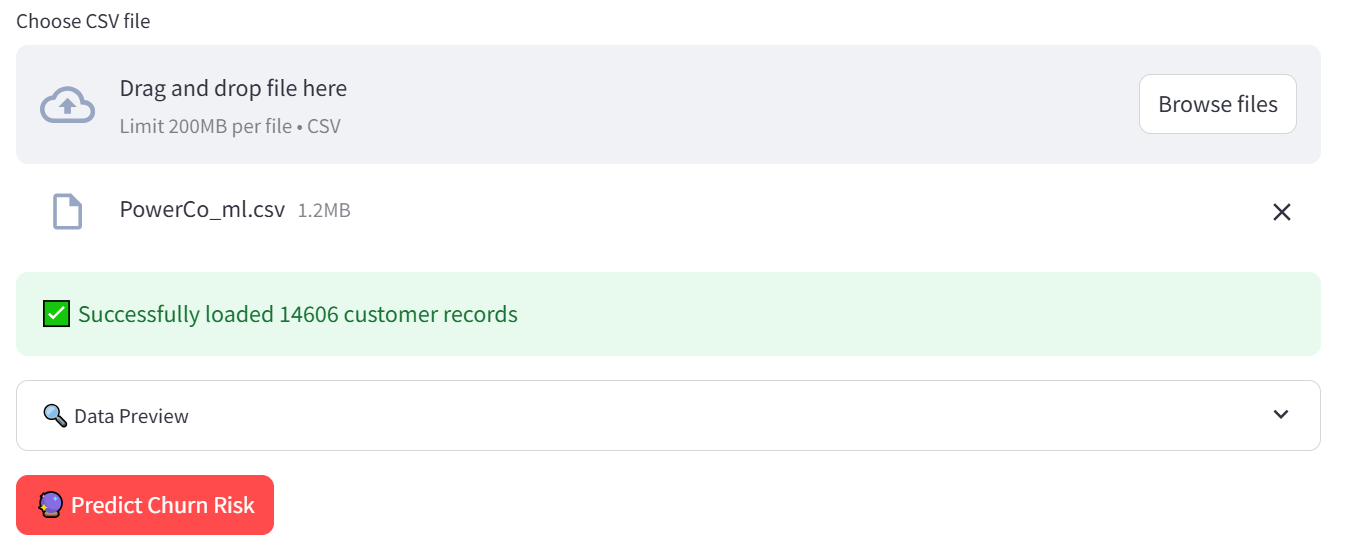 Choose CSV file
Drag and drop file here
Limit 200MB per file • CSV
Browse files
PowerCo_ml.csv 1.2MB
✅ Successfully loaded 14606 customer records
🔍 Data Preview
🔮 Predict Churn Risk